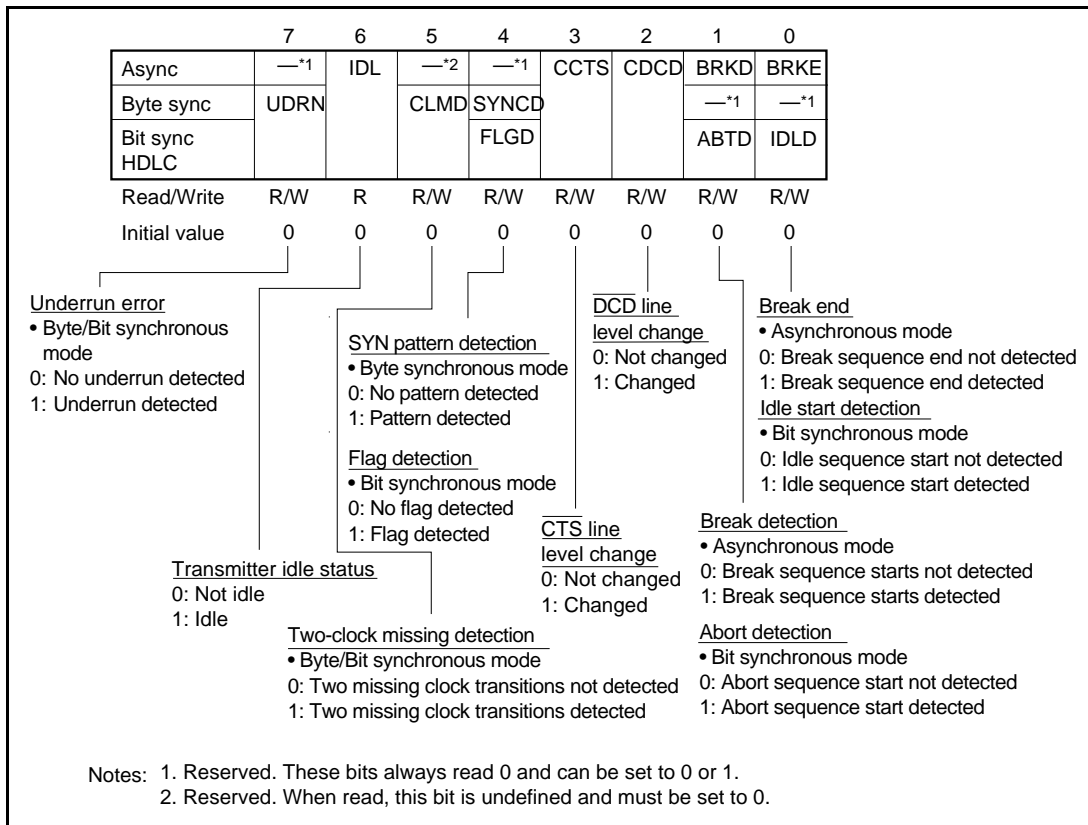 7 6 5 4 3 2 1 0
Async —*1 IDL —*2 —*1 CCTS CDCD BRKD BRKE
Byte sync UDRN CLMD SYNCD —*1 —*1
Bit sync HDLC FLGD ABTD IDLD
Read/Write R/W R R/W R/W R/W R/W R/W R/W
Initial value 0 0 0 0 0 0 0 0
Underrun error
• Byte/Bit synchronous
mode
0: No underrun detected
1: Underrun detected
Transmitter idle status
0: Not idle
1: Idle
Two-clock missing detection
• Byte/Bit synchronous mode
0: Two missing clock transitions not detected
1: Two missing clock transitions detected
SYN pattern detection
• Byte synchronous mode
0: No pattern detected
1: Pattern detected
Flag detection
• Bit synchronous mode
0: No flag detected
1: Flag detected
CTS line
level change
0: Not changed
1: Changed
DCD line
level change
0: Not changed
1: Changed
Break end
• Asynchronous mode
0: Break sequence end not detected
1: Break sequence end detected
Idle start detection
• Bit synchronous mode
0: Idle sequence start not detected
1: Idle sequence start detected
Break detection
• Asynchronous mode
0: Break sequence starts not detected
1: Break sequence starts detected
Abort detection
• Bit synchronous mode
0: Abort sequence start not detected
1: Abort sequence start detected
Notes: 1. Reserved. These bits always read 0 and can be set to 0 or 1.
2. Reserved. When read, this bit is undefined and must be set to 0.